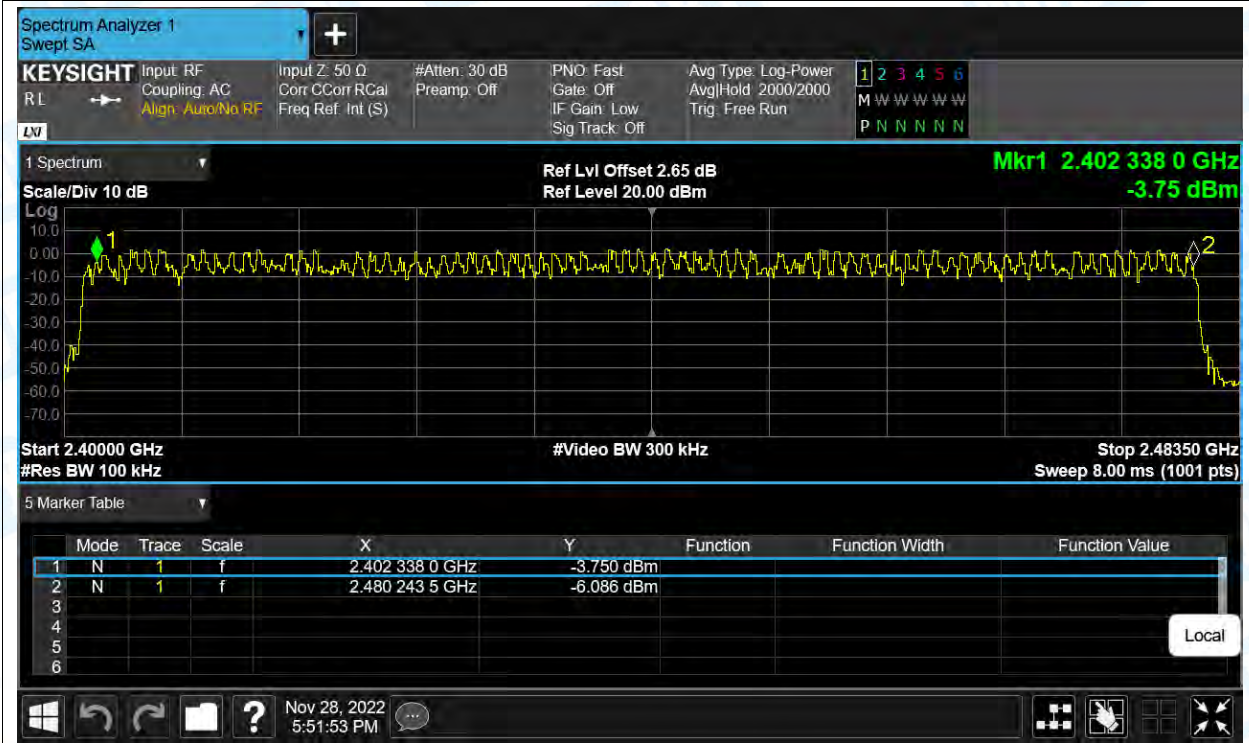 Spectrum Analyzer 1
Swept SA
+
KEYSIGHT
R L
LXI
Input: RF
Coupling: AC
Align: Auto/No RF
Input Z: 50 Ω
Corr CCorr RCal
Freq Ref: Int (S)
#Atten: 30 dB
Preamp: Off
PNO: Fast
Gate: Off
IF Gain: Low
Sig Track: Off
Avg Type: Log-Power
Avg|Hold: 2000/2000
Trig: Free Run
1 2 3 4 5 6
M W W W W W
P N N N N N
1 Spectrum
Scale/Div 10 dB
Ref Lvl Offset 2.65 dB
Ref Level 20.00 dBm
Mkr1 2.402 338 0 GHz
-3.75 dBm
Log
10.0
0.00
-10.0
-20.0
-30.0
-40.0
-50.0
-60.0
-70.0
1
2
Start 2.40000 GHz
#Res BW 100 kHz
#Video BW 300 kHz
Stop 2.48350 GHz
Sweep 8.00 ms (1001 pts)
5 Marker Table
Mode Trace Scale X Y Function Function Width Function Value
1 N 1 f 2.402 338 0 GHz -3.750 dBm
2 N 1 f 2.480 243 5 GHz -6.086 dBm
3
4
5
6
Local
?
Nov 28, 2022
5:51:53 PM